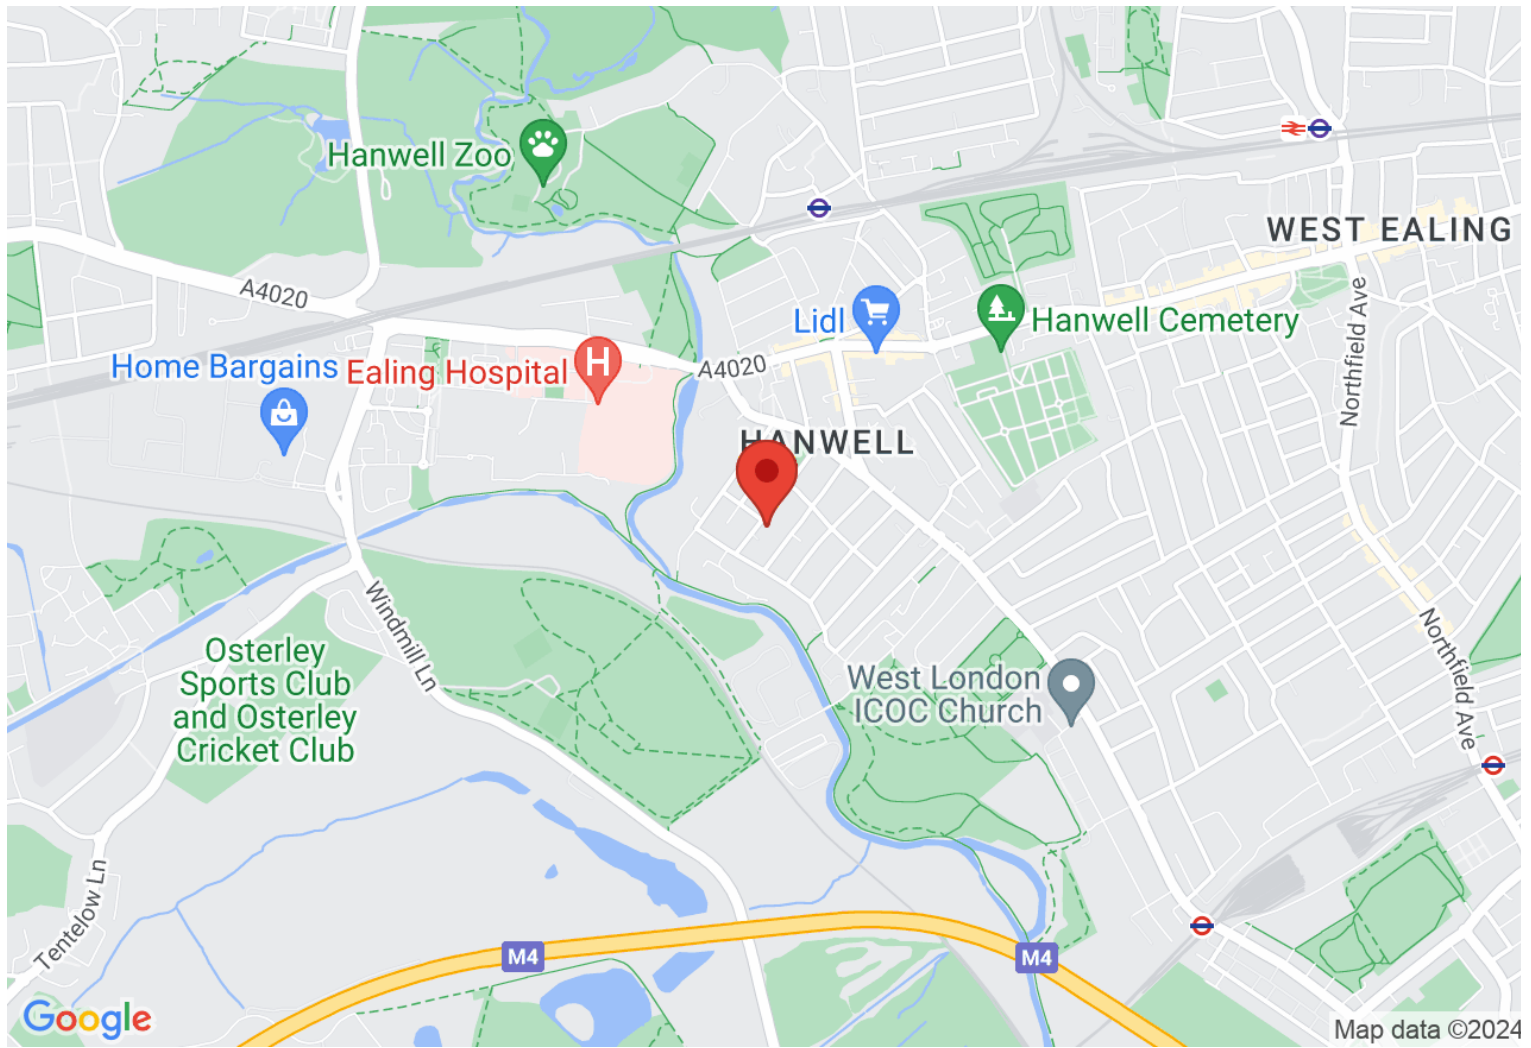 Hanwell Zoo
WEST EALING
A4020
Lidl
Hanwell Cemetery
Northfield Ave
Home Bargains
Ealing Hospital
H
A4020
HANWELL
Windmill Ln
Osterley
Sports Club
and Osterley
Cricket Club
West London
ICOC Church
Northfield Ave
Tentelow Ln
M4
M4
Google
Map data ©2024